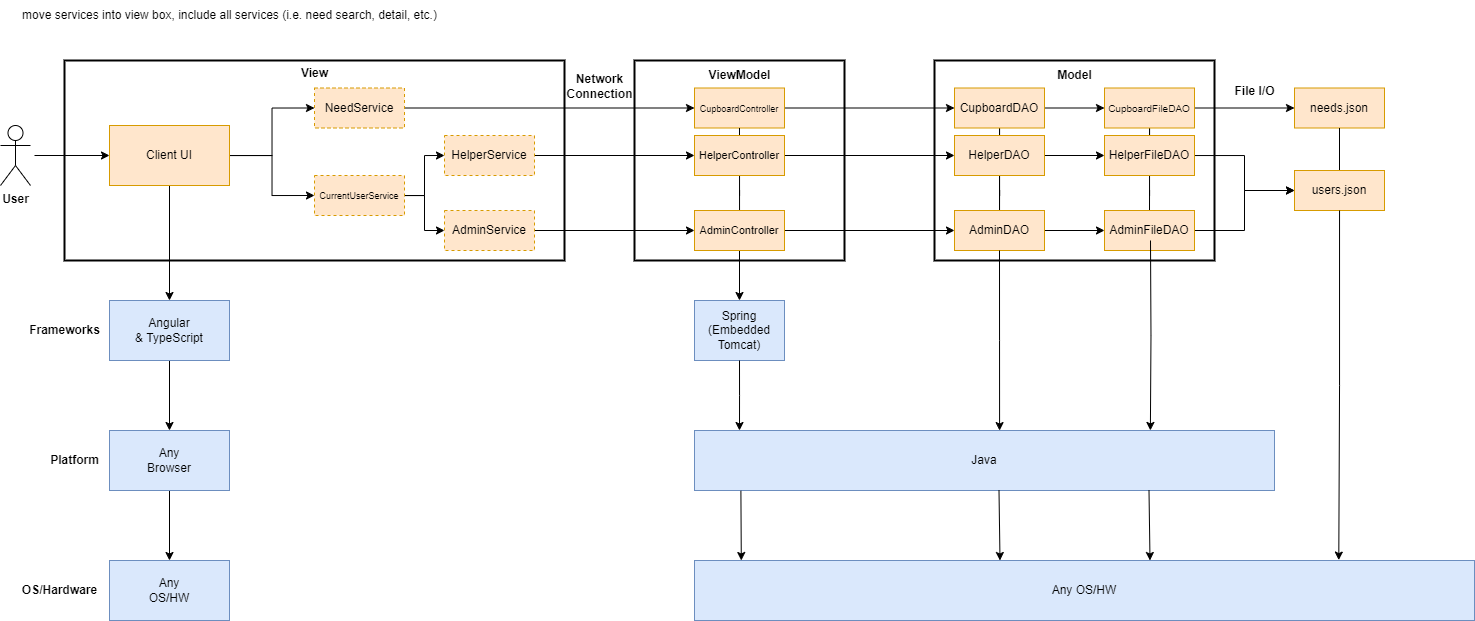 move services into view box, include all services (i.e. need search, detail, etc.)
View
Network
Connection
ViewModel
Model
File I/O
NeedService
CupboardController
CupboardDAO
CupboardFileDAO
needs.json
User
Client UI
HelperService
HelperController
HelperDAO
HelperFileDAO
CurrentUserService
users.json
AdminService
AdminController
AdminDAO
AdminFileDAO
Frameworks
Angular
& TypeScript
Spring
(Embedded
Tomcat)
Platform
Any
Browser
Java
OS/Hardware
Any
OS/HW
Any OS/HW